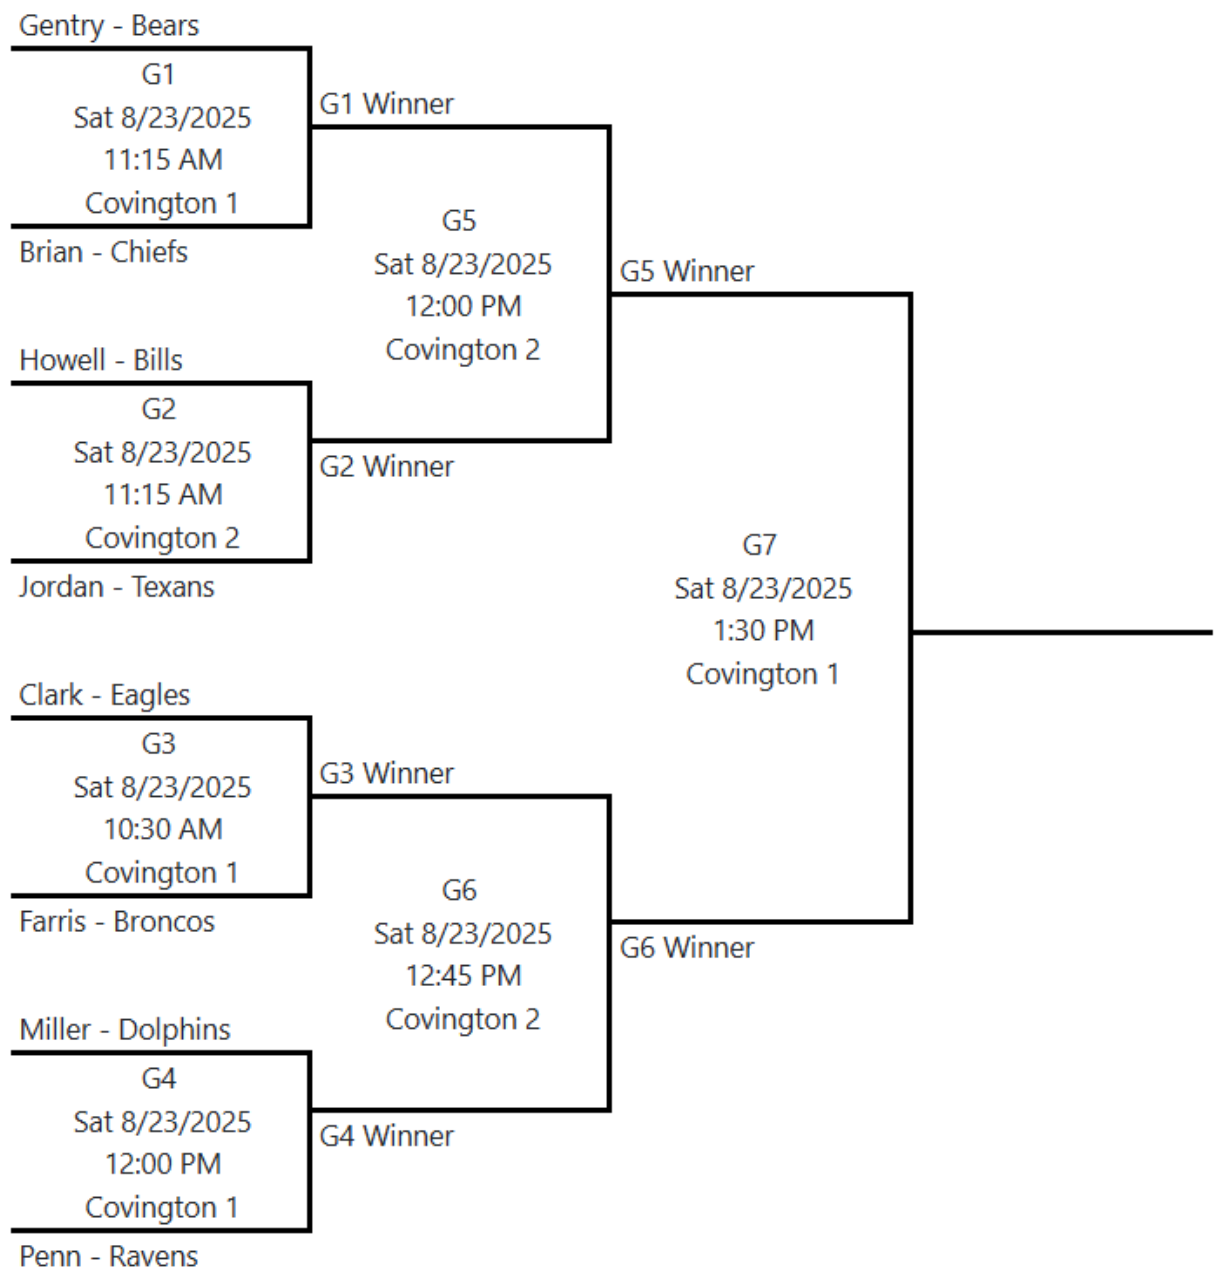 Gentry - Bears
G1
Sat 8/23/2025
11:15 AM
Covington 1
Brian - Chiefs
G1 Winner
G5
Sat 8/23/2025
12:00 PM
Covington 2
Howell - Bills
G2
Sat 8/23/2025
11:15 AM
Covington 2
Jordan - Texans
G2 Winner
G5 Winner
G7
Sat 8/23/2025
1:30 PM
Covington 1
Clark - Eagles
G3
Sat 8/23/2025
10:30 AM
Covington 1
Farris - Broncos
G3 Winner
G6
Sat 8/23/2025
12:45 PM
Covington 2
G6 Winner
Miller - Dolphins
G4
Sat 8/23/2025
12:00 PM
Covington 1
Penn - Ravens
G4 Winner